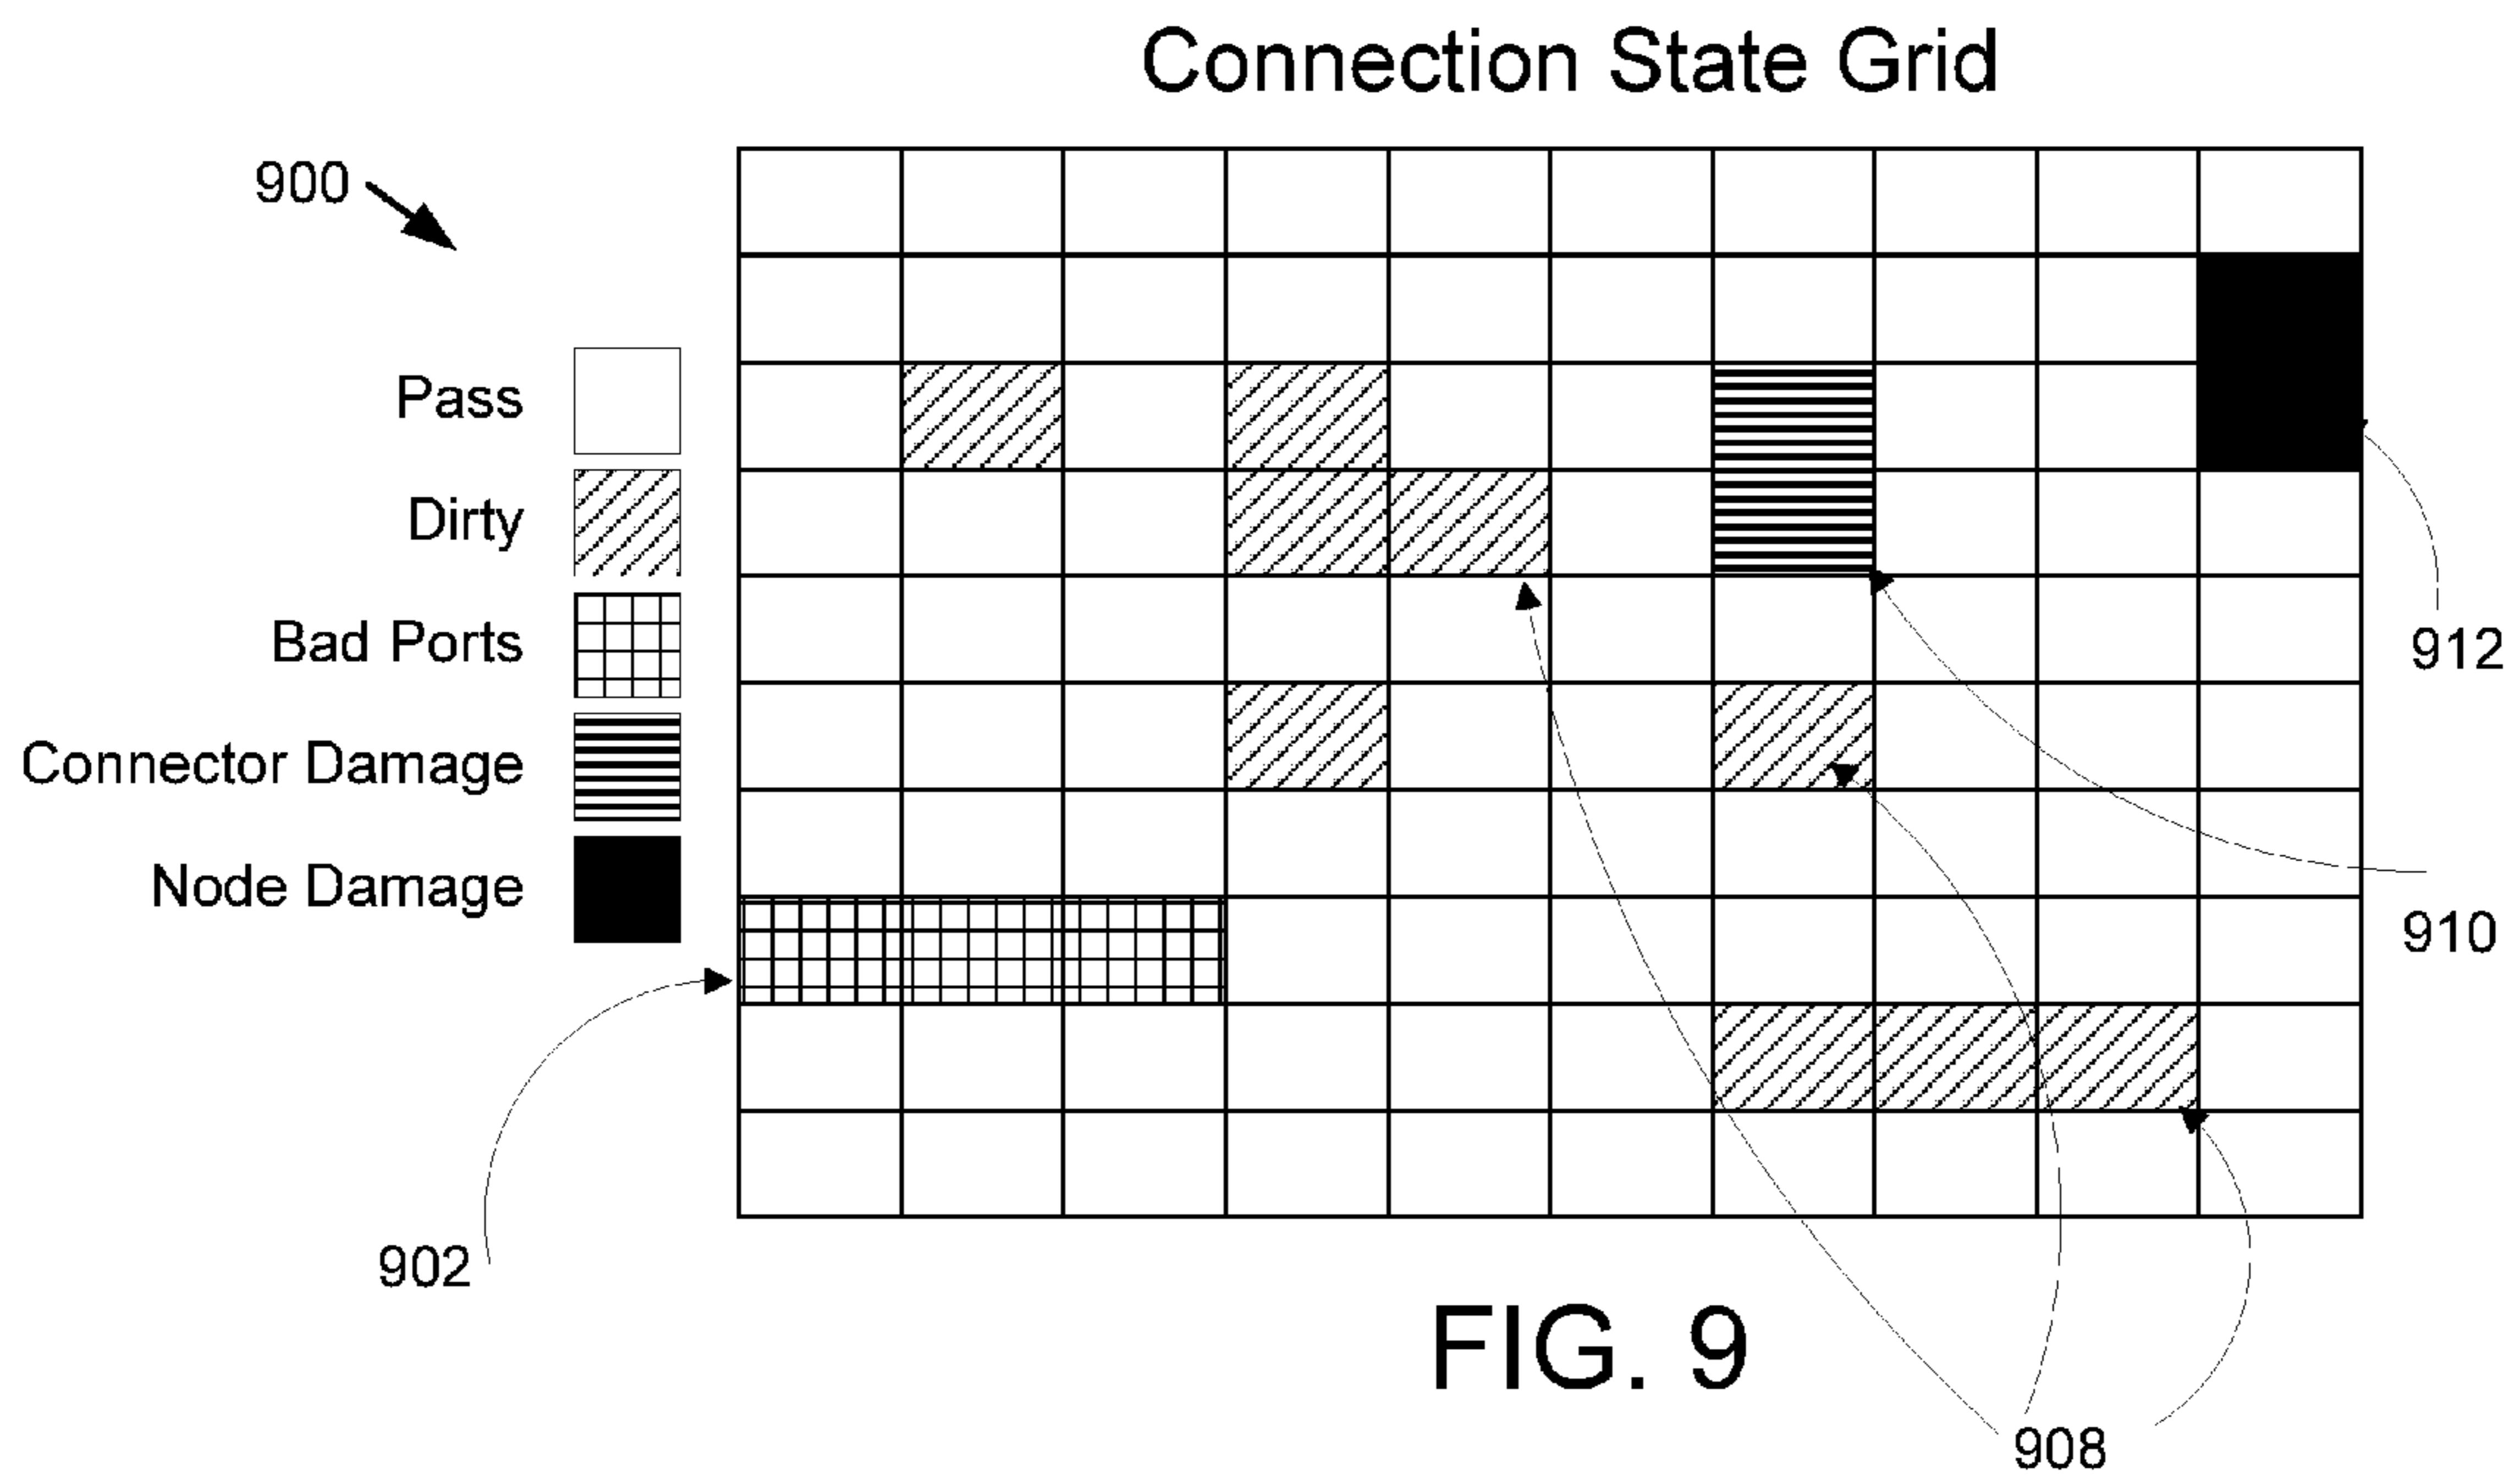 Connection State Grid
900
Pass
Dirty
Bad Ports
Connector Damage
Node Damage
912
910
902
FIG. 9
908